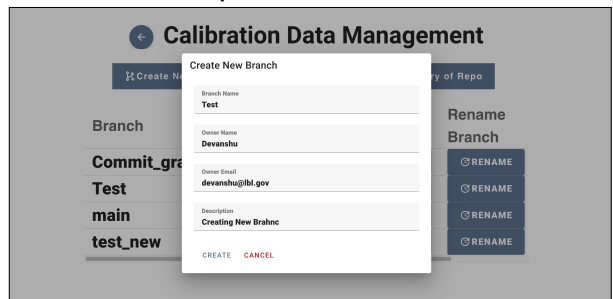 Calibration Data Management
Create Ne
y of Repo
Create New Branch
Branch Name
Test
Owner Name
Devanshu
Owner Email
devanshu@lbl.gov
Description
Creating New Brahnc
CREATE CANCEL
Branch
Rename
Branch
Commit_gra
RENAME
Test
RENAME
main
RENAME
test_new
RENAME